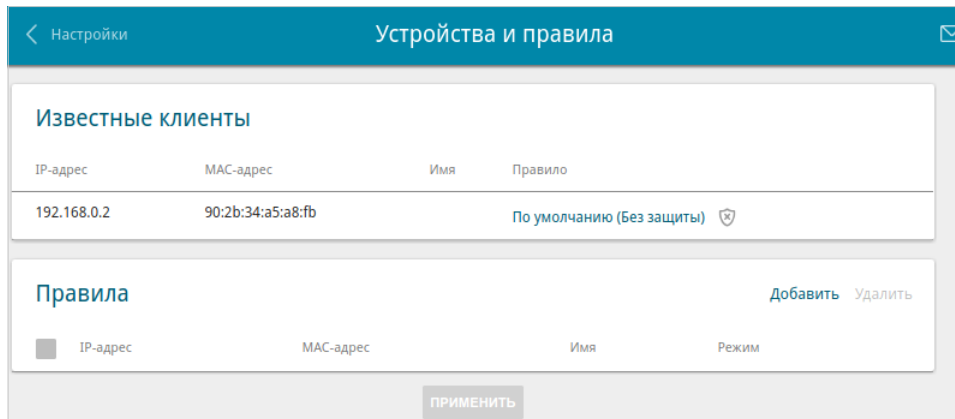 Настройки Устройства и правила
Известные клиенты
IP-адрес MAC-адрес Имя Правило
192.168.0.2 90:2b:34:a5:a8:fb По умолчанию (Без защиты)
Правила Добавить Удалить
IP-адрес MAC-адрес Имя Режим
ПРИМЕНИТЬ